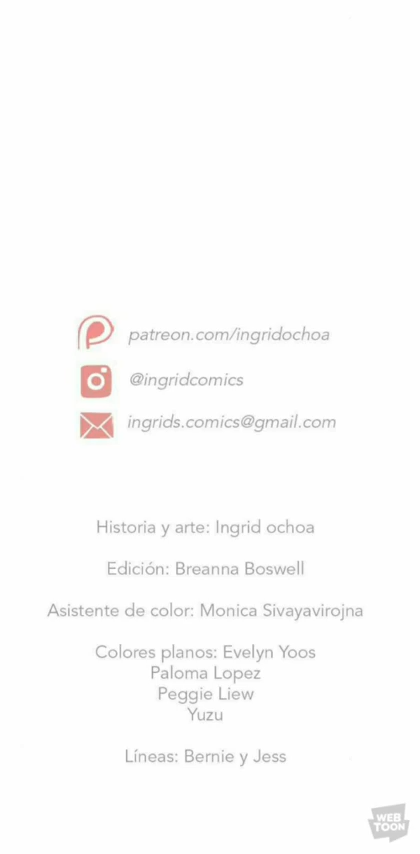 patreon.com/ingridochoa
@ingridcomics
ingrids.comics@gmail.com
Historia y arte: Ingrid ochoa
Edición: Breanna Boswell
Asistente de color: Monica Sivayavirojna
Colores planos: Evelyn Yoos
Paloma Lopez
Peggie Liew
Yuzu
Líneas: Bernie y Jess
WEB
TOON